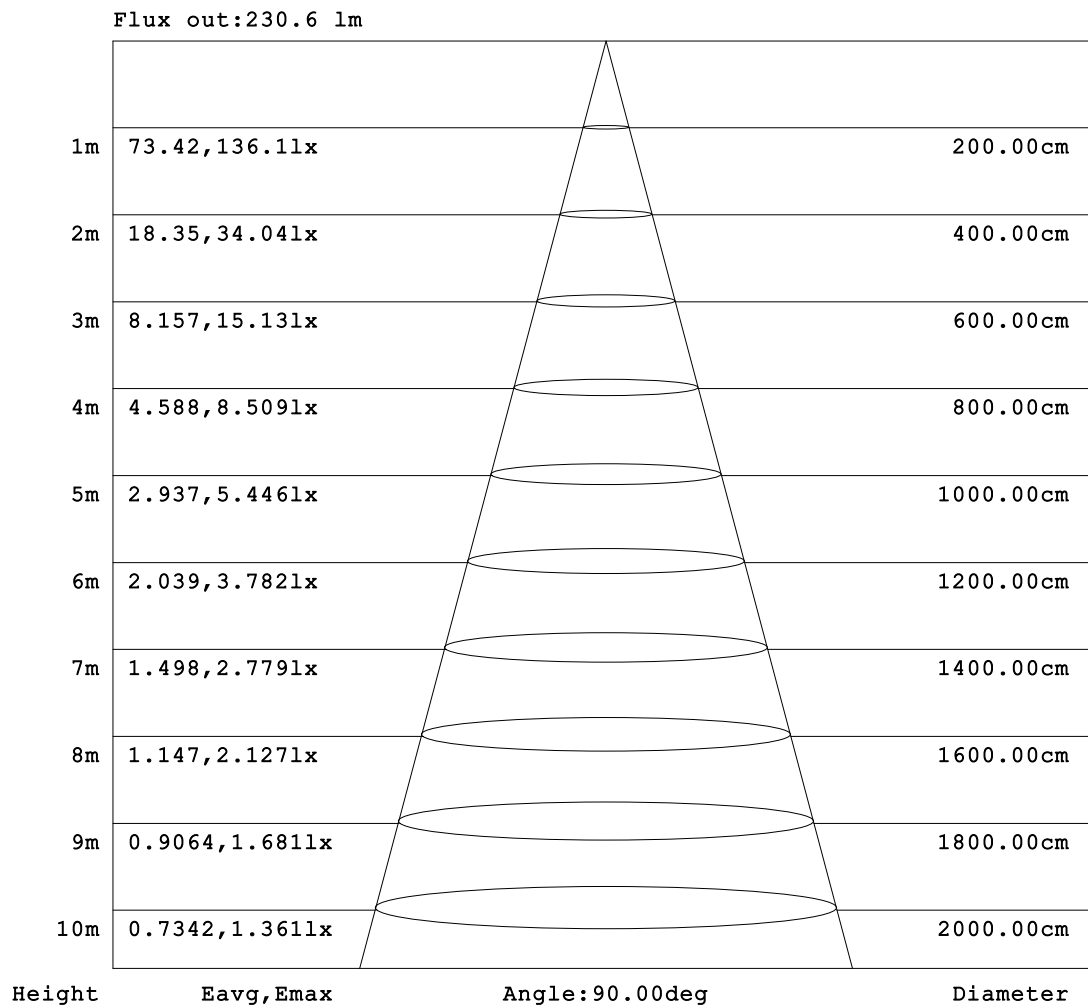 Flux out:230.6 lm
1m 73.42,136.1lx 200.00cm
2m 18.35,34.04lx 400.00cm
3m 8.157,15.13lx 600.00cm
4m 4.588,8.509lx 800.00cm
5m 2.937,5.446lx 1000.00cm
6m 2.039,3.782lx 1200.00cm
7m 1.498,2.779lx 1400.00cm
8m 1.147,2.127lx 1600.00cm
9m 0.9064,1.681lx 1800.00cm
10m 0.7342,1.361lx 2000.00cm
Height Eavg,Emax Angle:90.00deg Diameter